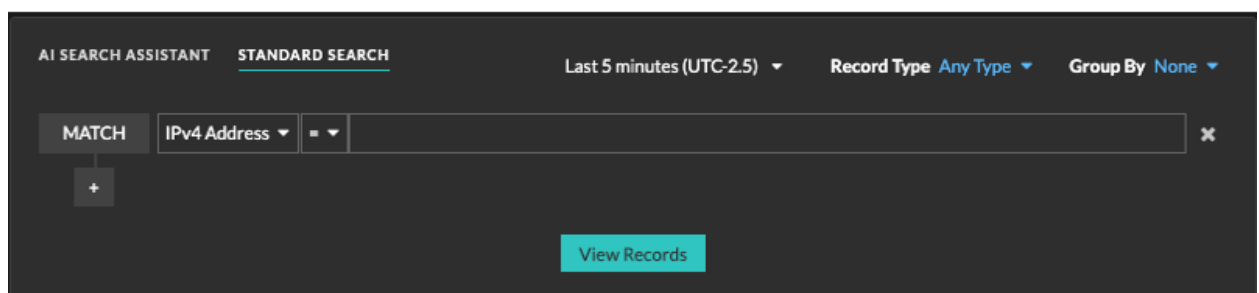 AI SEARCH ASSISTANT STANDARD SEARCH Last 5 minutes (UTC-2.5) Record Type Any Type Group By None
MATCH IPv4 Address =
+
View Records